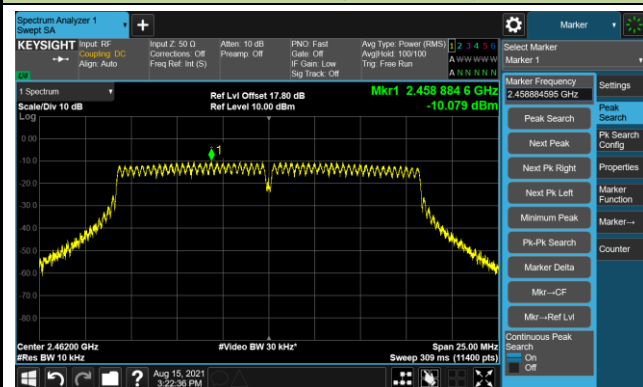 Spectrum Analyzer 1
Swept SA
+
Marker
KEYSIGHT
Input: RF
Coupling: DC
Align: Auto
Input Z: 50 Ω
Corrections: Off
Freq Ref: Int (S)
Atten: 10 dB
Preamp: Off
PNO: Fast
Gate: Off
IF Gain: Low
Sig Track: Off
Avg Type: Power (RMS)
Avg|Hold: 100/100
Trig: Free Run
1 2 3 4 5 6
A W W W W W
A N N N N N
LXI
Select Marker
Marker 1
1 Spectrum
Scale/Div 10 dB
Log
Ref Lvl Offset 17.80 dB
Ref Level 10.00 dBm
Mkr1 2.458 884 6 GHz
-10.079 dBm
1
0.00
-10.0
-20.0
-30.0
-40.0
-50.0
-60.0
-70.0
-80.0
Center 2.46200 GHz
#Res BW 10 kHz
#Video BW 30 kHz*
Span 25.00 MHz
Sweep 309 ms (11400 pts)
Marker Frequency
2.458884595 GHz
Peak Search
Next Peak
Next Pk Right
Next Pk Left
Minimum Peak
Pk-Pk Search
Marker Delta
Mkr→CF
Mkr→Ref Lvl
Continuous Peak
Search
On
Off
Settings
Peak
Search
Pk Search
Config
Properties
Marker
Function
Marker→
Counter
?
Aug 15, 2021
3:22:36 PM